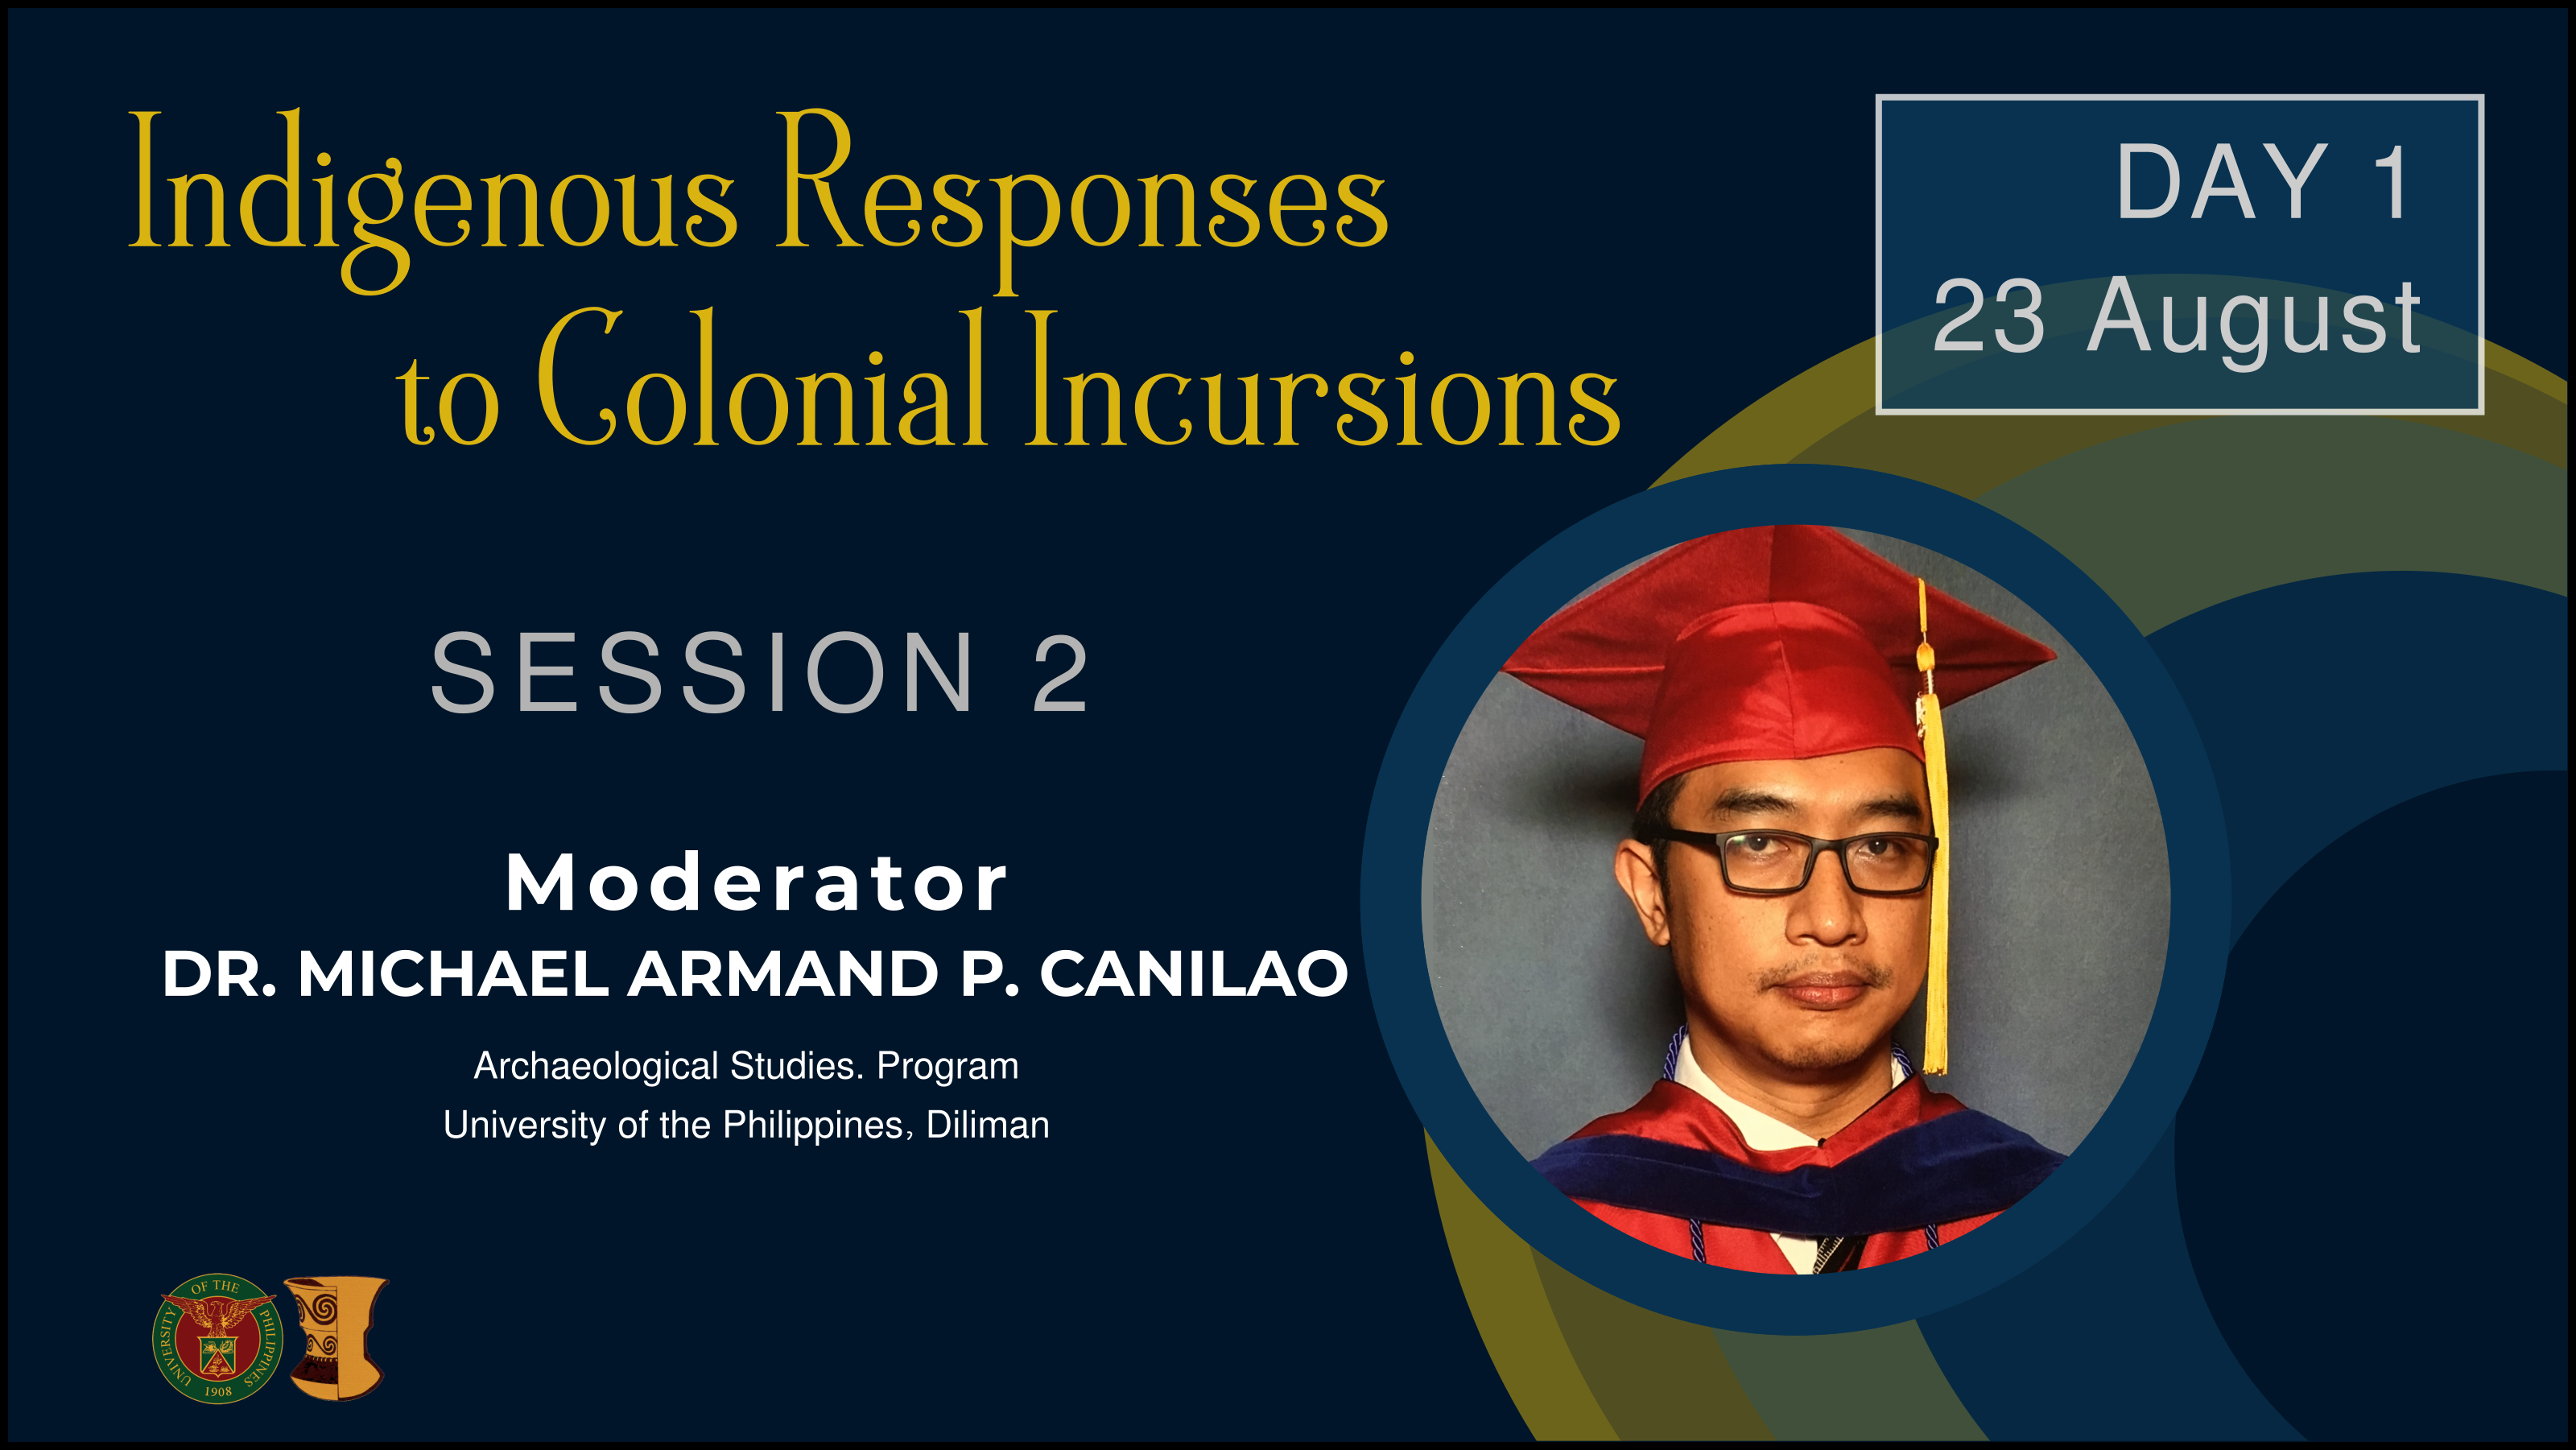 Indigenous Responses
to Colonial Incursions
DAY 1
23 August
SESSION 2
Moderator
DR. MICHAEL ARMAND P. CANILAO
Archaeological Studies. Program
University of the Philippines, Diliman
UNIVERSITY OF THE PHILIPPINES
1908